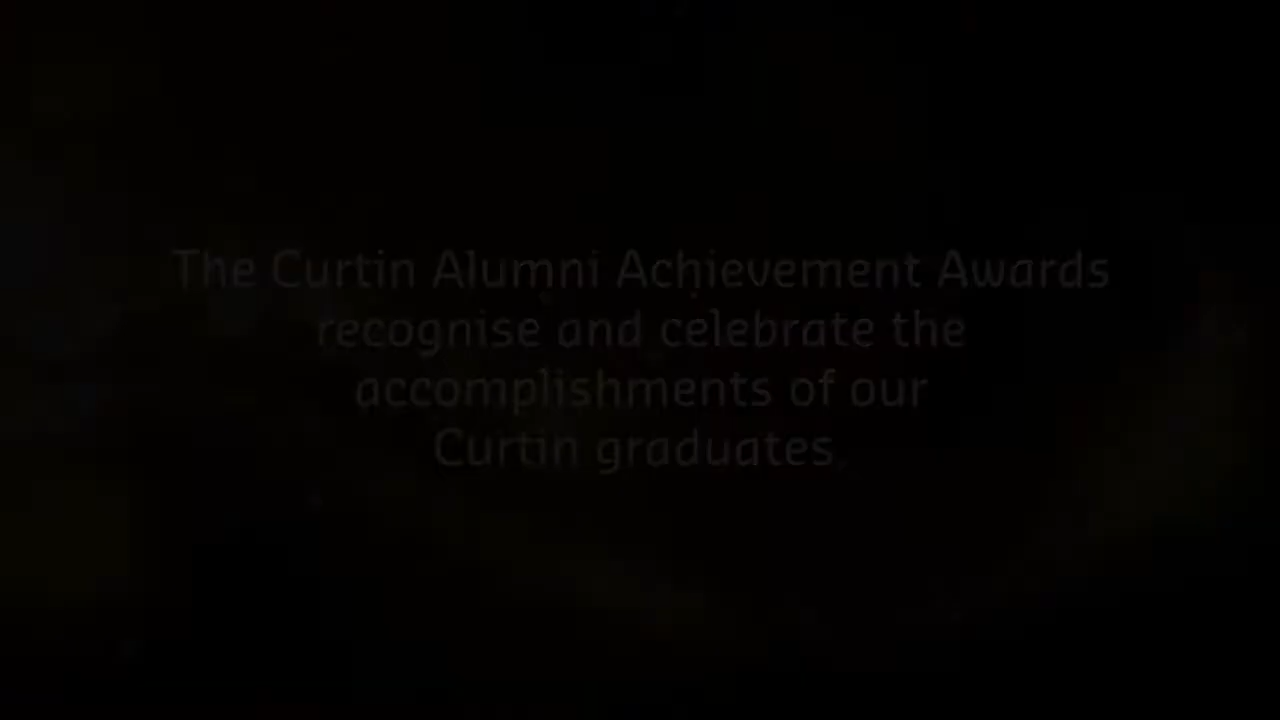 The Curtin Alumni Achievement Awards
recognise and celebrate the
accomplishments of our
Curtin graduates.